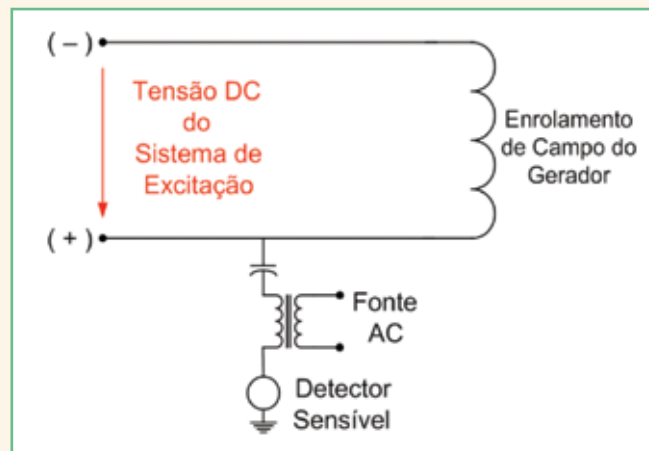 ( – )
Tensão DC
do
Sistema de
Excitação
Enrolamento
de Campo do
Gerador
( + )
Fonte
AC
Detector
Sensível